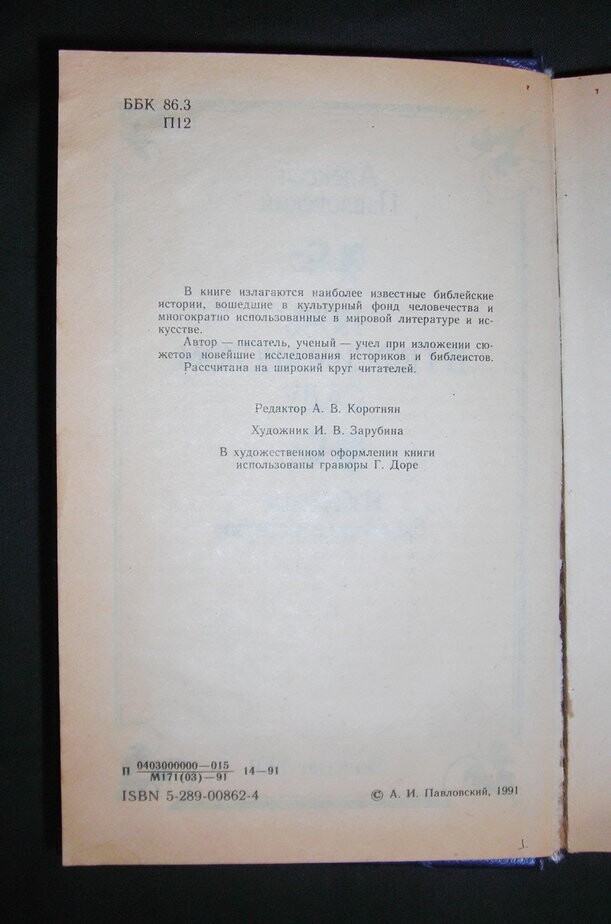 ББК 86.3
П12
В книге излагаются наиболее известные библейские
истории, вошедшие в культурный фонд человечества и
многократно использованные в мировой литературе и ис-
кусстве.
Автор — писатель, ученый — учел при изложении сю-
жетов новейшие исследования историков и библеистов.
Рассчитана на широкий круг читателей.
Редактор А. В. Коротнян
Художник И. В. Зарубина
В художественном оформлении книги
использованы гравюры Г. Доре
П 0403000000—015
М171(03)—91 14—91
ISBN 5-289-00862-4
© А. И. Павловский, 1991